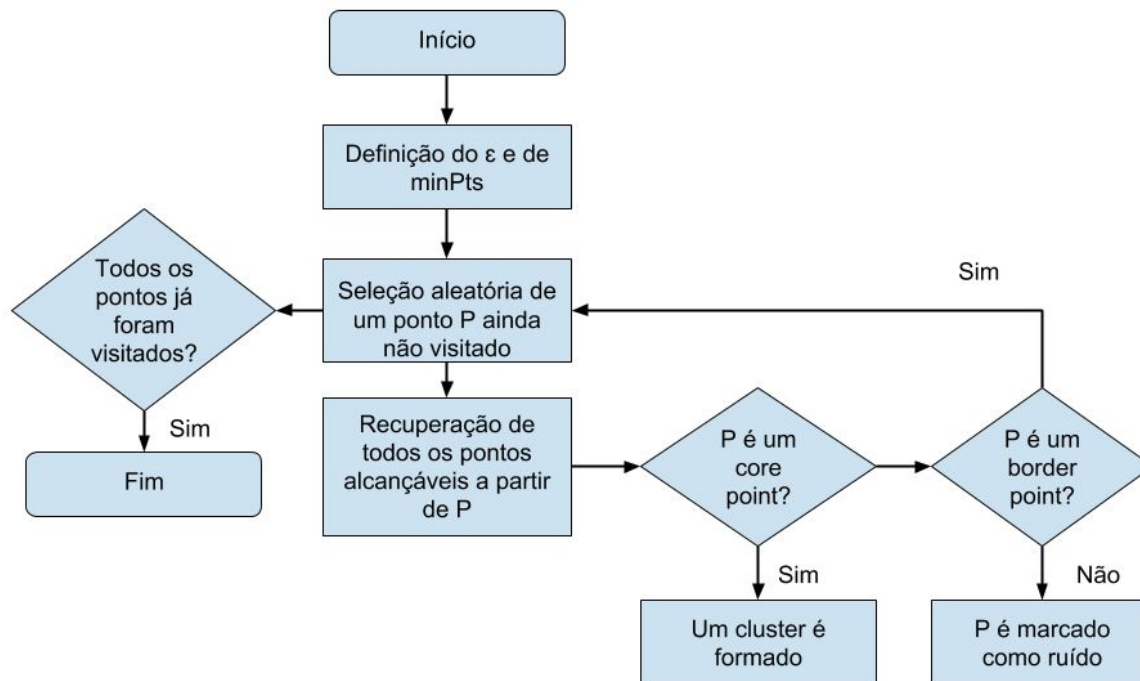 Início
Definição do ε e de
minPts
Todos os
pontos já
foram
visitados?
Seleção aleatória de
um ponto P ainda
não visitado
Sim
Sim
Fim
Recuperação de
todos os pontos
alcançáveis a partir
de P
P é um
core
point?
P é um
border
point?
Sim
Não
Um cluster é
formado
P é marcado
como ruído